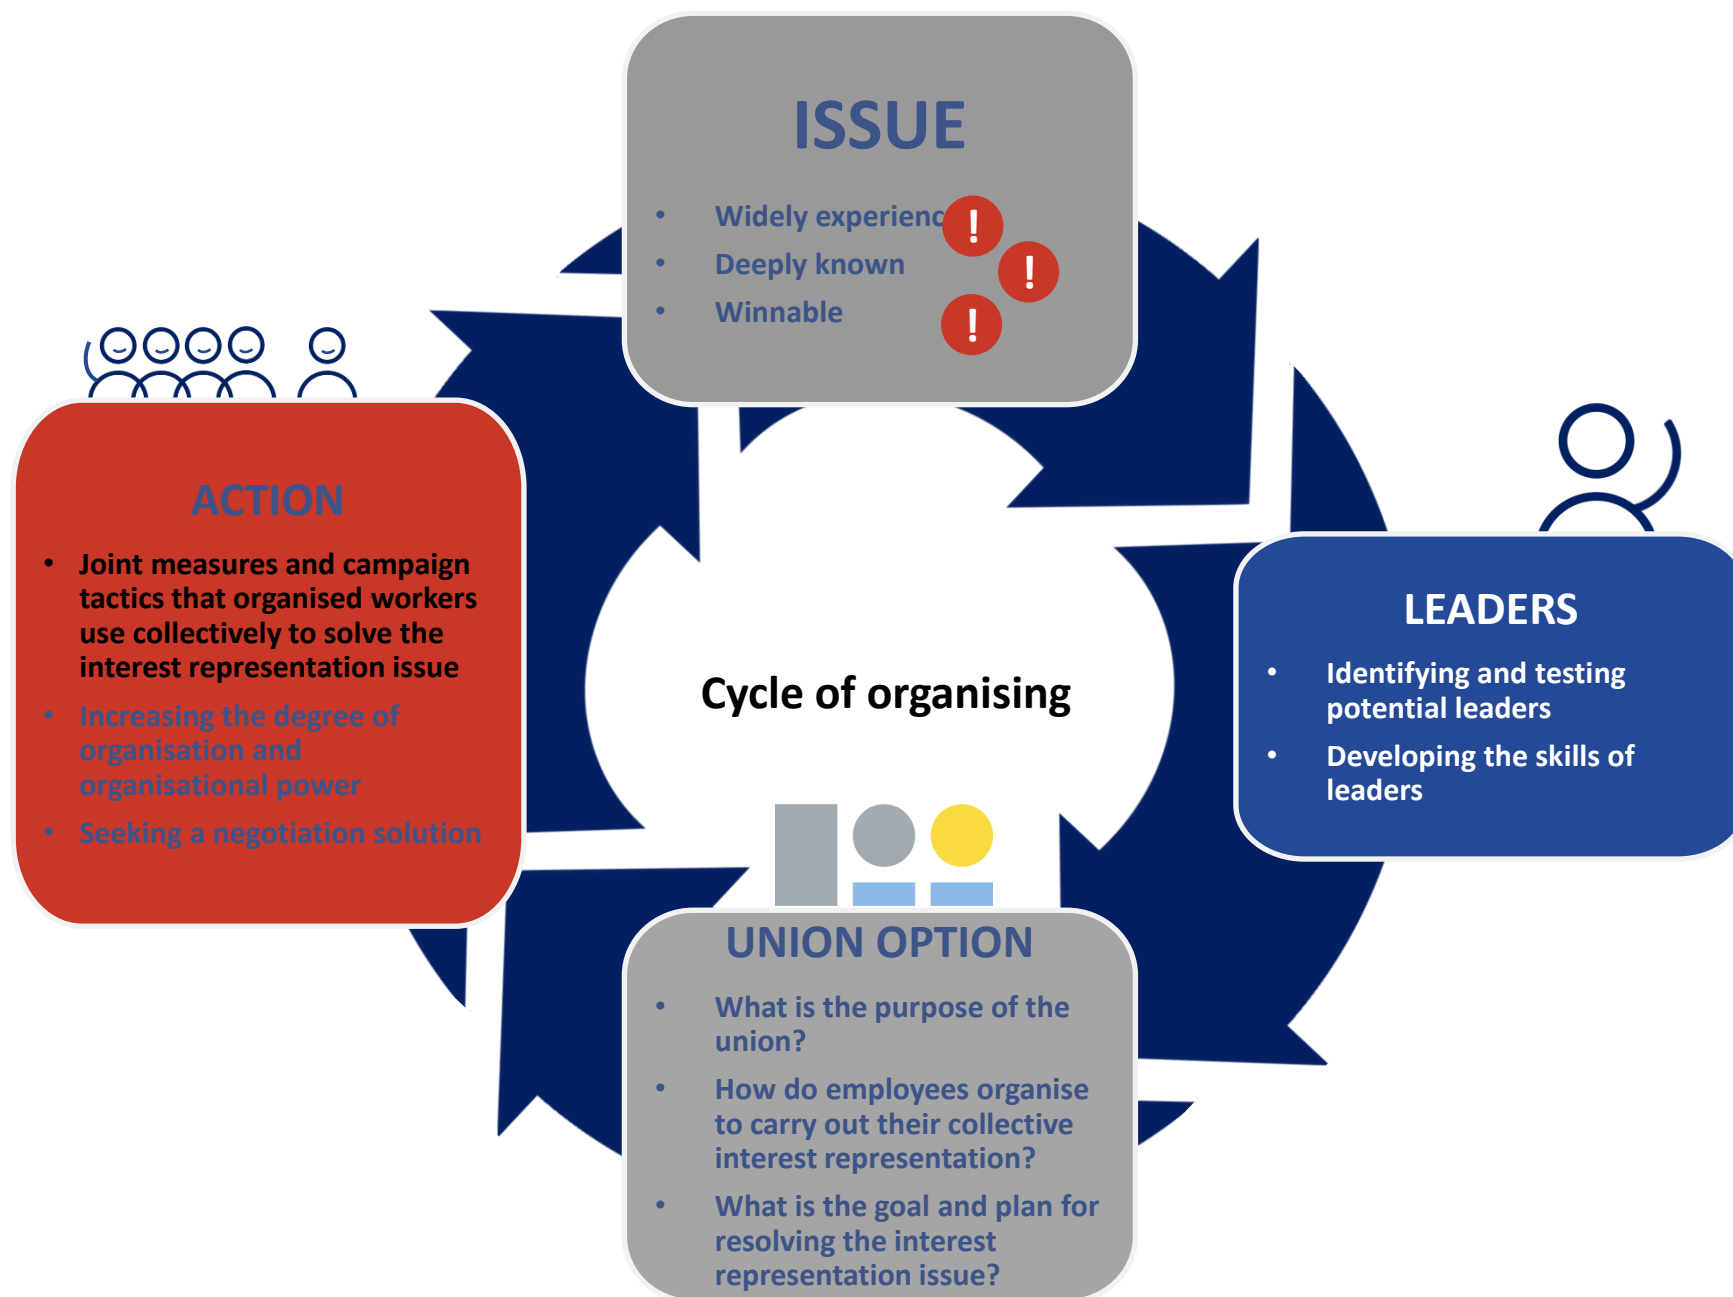 ISSUE
• Widely experienc
! 
• Deeply known
!
• Winnable
!
LEADERS
• Identifying and testing
potential leaders
• Developing the skills of
leaders
UNION OPTION
• What is the purpose of the
union?
• How do employees organise
to carry out their collective
interest representation?
• What is the goal and plan for
resolving the interest
representation issue?
ACTION
• Joint measures and campaign
tactics that organised workers
use collectively to solve the
interest representation issue
• Increasing the degree of
organisation and
organisational power
• Seeking a negotiation solution
Cycle of organising